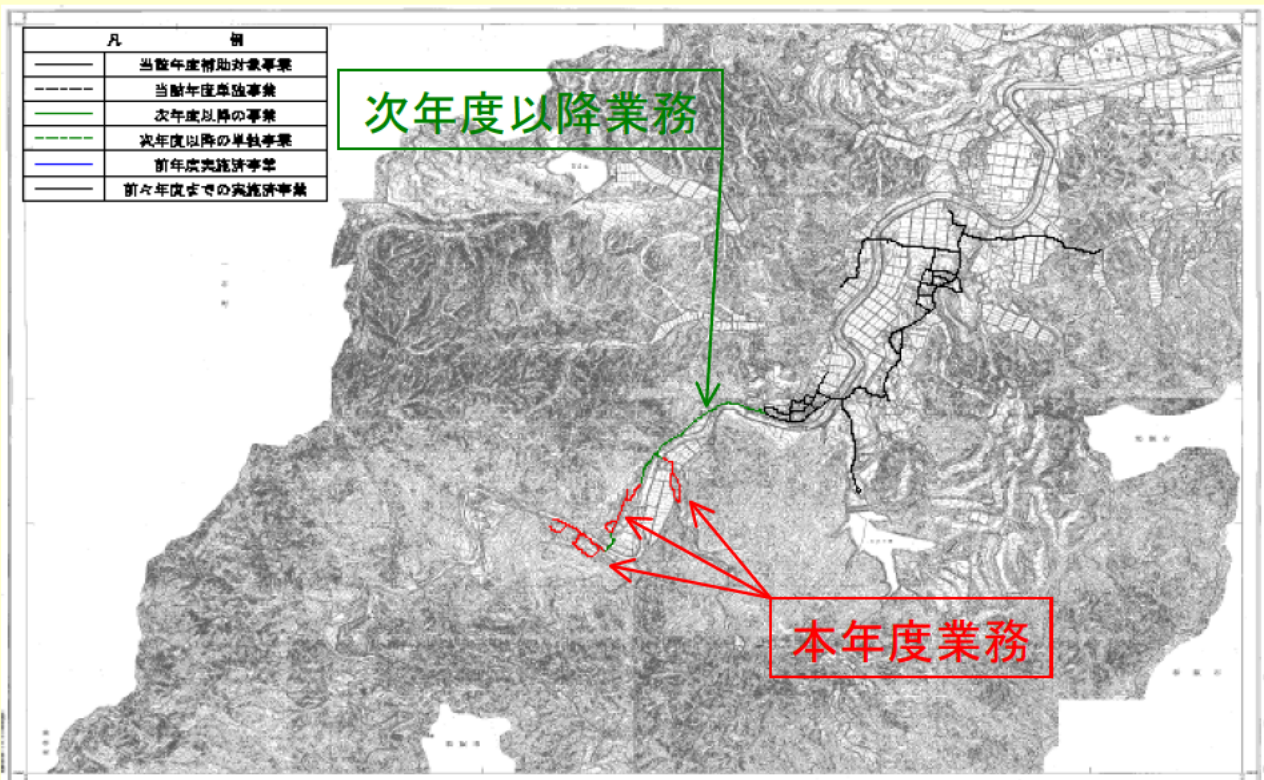 凡 例
当該年度補助対象事業
当該年度単独事業
次年度以降の事業
次年度以降の単独事業
前年度実施済事業
前々年度までの実施済事業
次年度以降業務
本年度業務